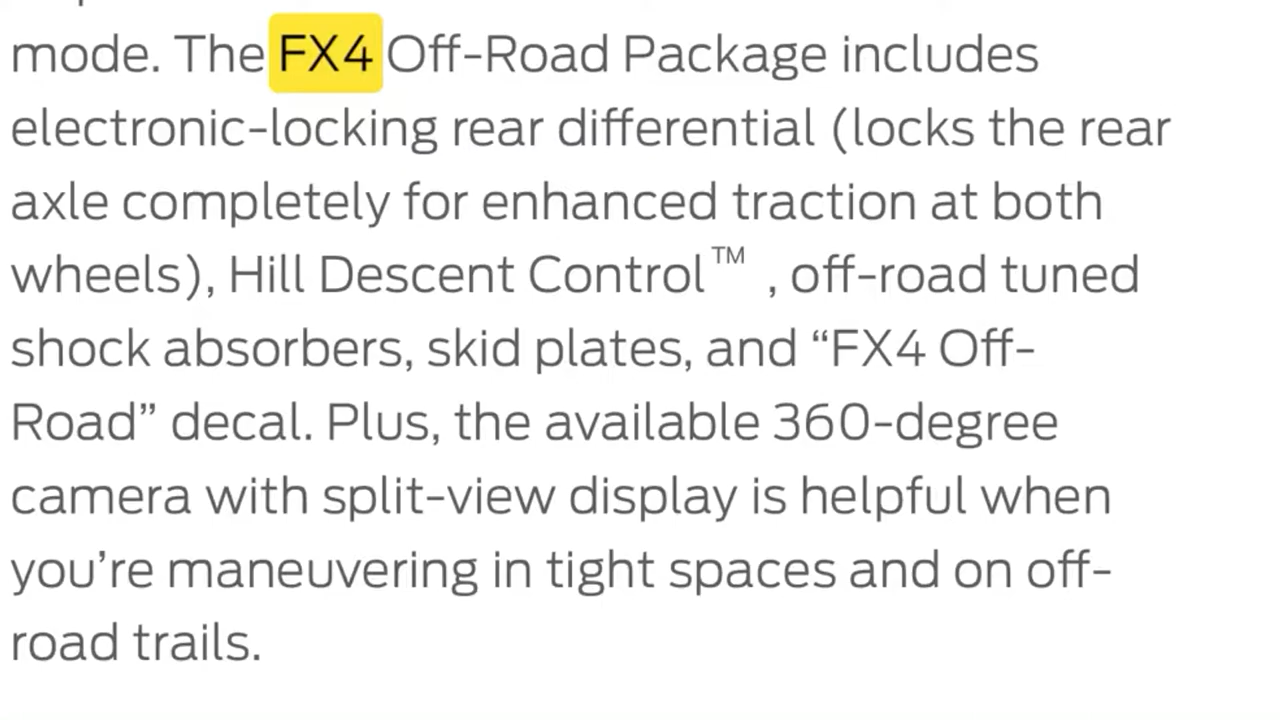 mode. The FX4 Off-Road Package includes
electronic-locking rear differential (locks the rear
axle completely for enhanced traction at both
wheels), Hill Descent Control™ , off-road tuned
shock absorbers, skid plates, and “FX4 Off-
Road” decal. Plus, the available 360-degree
camera with split-view display is helpful when
you’re maneuvering in tight spaces and on off-
road trails.